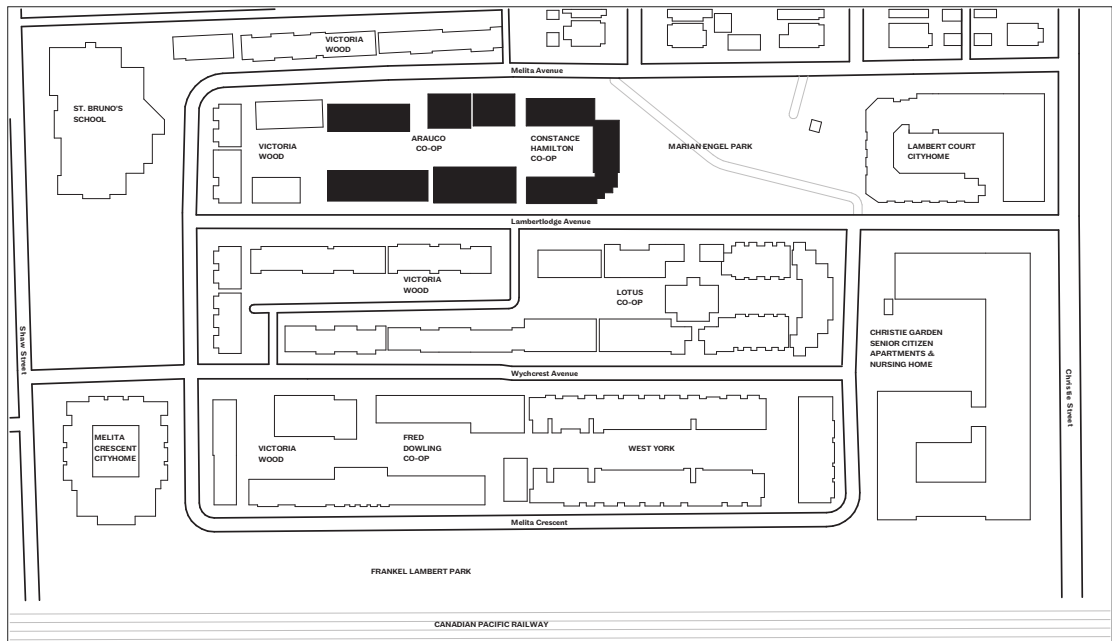 VICTORIA
WOOD
Melita Avenue
ST. BRUNO'S
SCHOOL
VICTORIA
WOOD
ARAUCO
CO-OP
CONSTANCE
HAMILTON
CO-OP
MARIAN ENGEL PARK
LAMBERT COURT
CITYHOME
Lambertlodge Avenue
VICTORIA
WOOD
LOTUS
CO-OP
Shaw Street
CHRISTIE GARDEN
SENIOR CITIZEN
APARTMENTS &
NURSING HOME
Wychcrest Avenue
Christie Street
MELITA
CRESCENT
CITYHOME
VICTORIA
WOOD
FRED
DOWLING
CO-OP
WEST YORK
Melita Crescent
FRANKEL LAMBERT PARK
CANADIAN PACIFIC RAILWAY